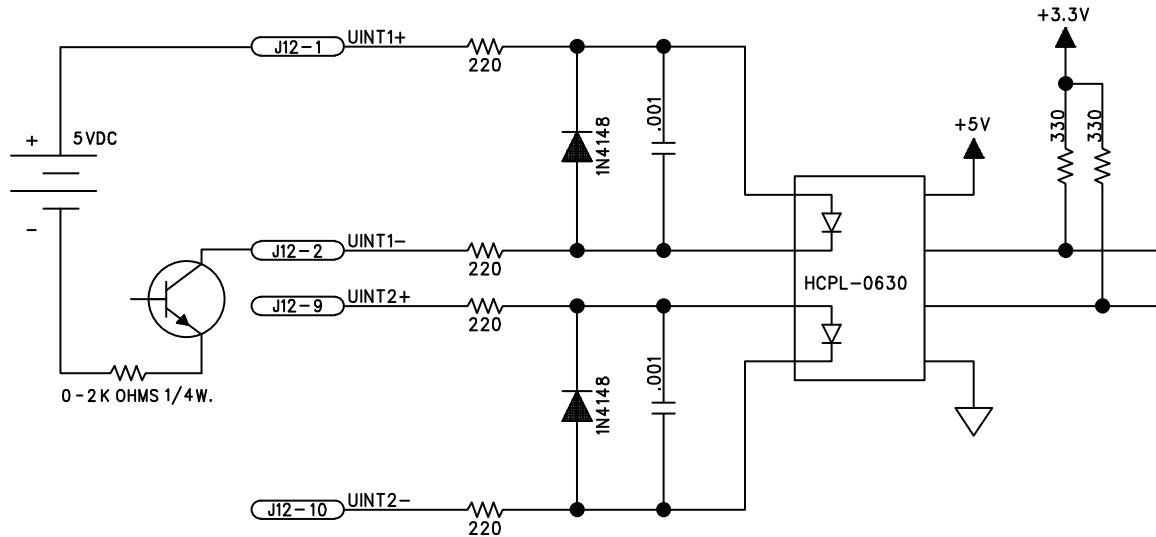 +3.3V
J12-1
UINT1+
220
+ 5VDC
-
.001
1N4148
+5V
330
330
J12-2
UINT1-
220
HCPL-0630
J12-9
UINT2+
220
0-2K OHMS 1/4W.
.001
1N4148
J12-10
UINT2-
220